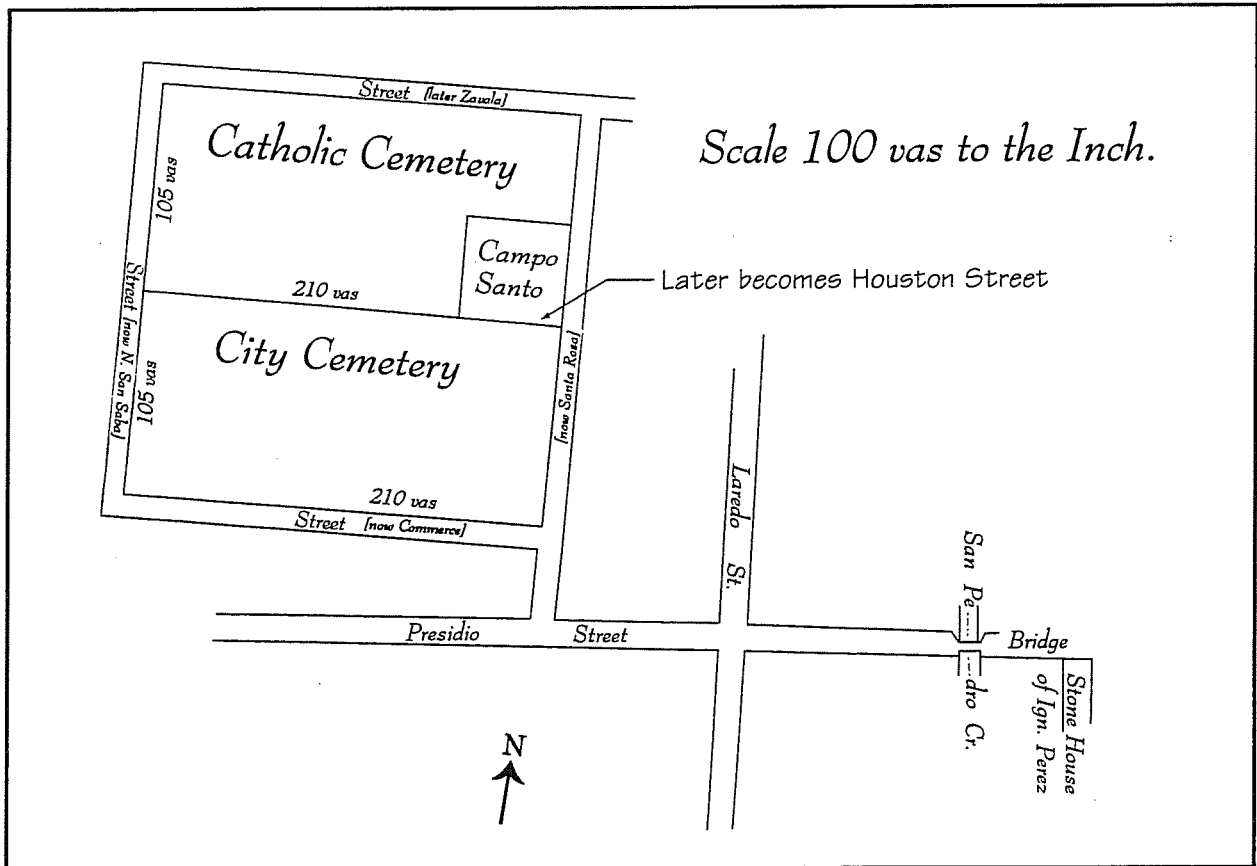 Street [later Zavala]
Catholic Cemetery
Scale 100 vas to the Inch.
105 vas
Campo
Santo
Later becomes Houston Street
210 vas
Street [now N. San Saba]
City Cemetery
105 vas
[now Santa Rosa]
210 vas
Street [now Commerce]
Laredo St.
San Pe
dro Cr.
Presidio Street
Bridge
Stone House
of Ign. Perez
N